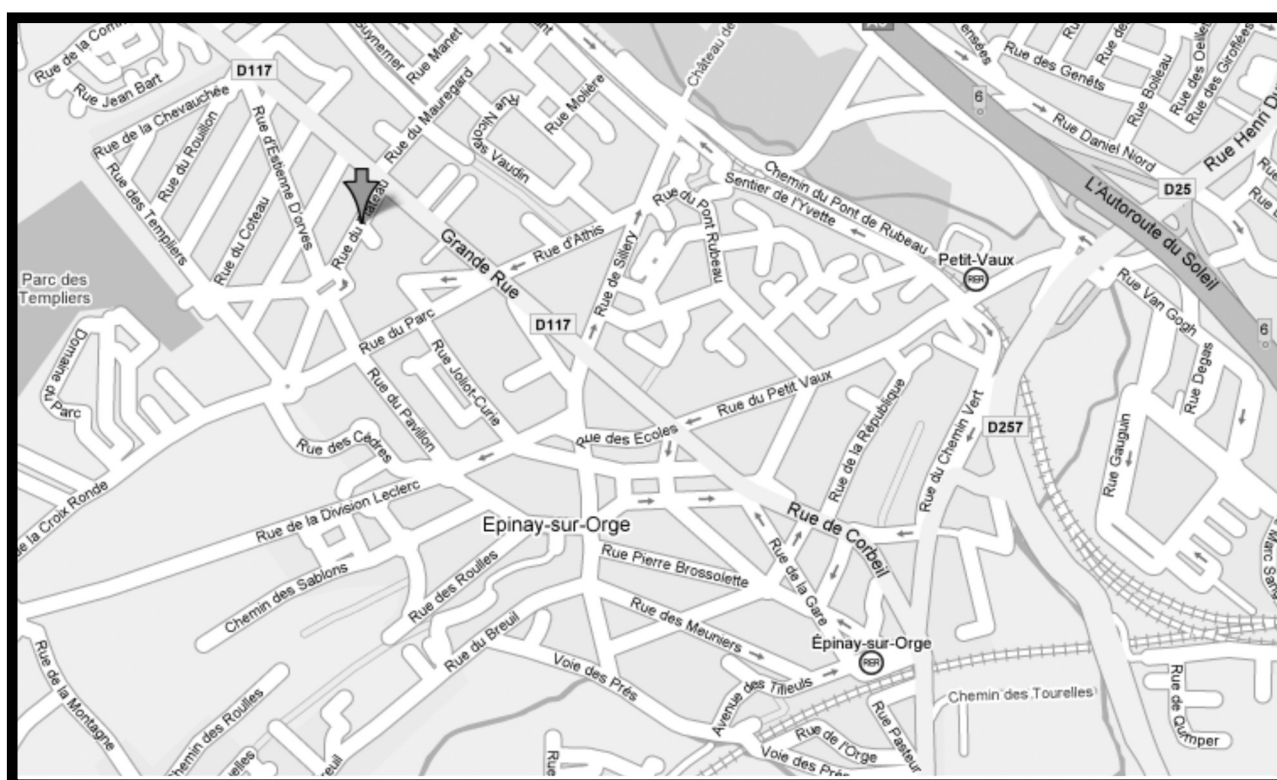 Rue de la Comm
Rue Jean Bart
D117
Guynemer
Rue Manet
ant
Rue Molière
Rue Nicolas Vaudin
Rue du Mauregard
Château de
ensées
Rue des Genêts
Rue des
Rue Boileau
Rue des Oeillets
Rue des Giroflées
6
Rue Daniel Niord
Rue Henri Du
D25
L'Autoroute du Soleil
Rue de la Chevauchée
Rue du Rouillon
Rue d'Estienne D'orves
Rue des Templiers
Rue du Coteau
Rue du Château
Parc des
Templiers
Grande Rue
Rue d'Athis
Rue de Sillery
Rue du Pont Rubeau
Chemin du Pont de Rubeau
Sentier de l'Yvette
Petit-Vaux
RER
Rue Van Gogh
6
Rue Degas
Domaine du Parc
Rue du Parc
D117
Rue Joliot-Curie
Rue du Pavillon
Rue des Cèdres
Rue des Ecoles
Rue du Petit Vaux
Rue de la République
Rue du Chemin Vert
D257
Rue Gauguin
Marc Sang
ue de la Croix Ronde
Rue de la Division Leclerc
Epinay-sur-Orge
Rue de Corbeil
Chemin des Sablons
Rue des Roulles
Rue Pierre Brossolette
Rue de la Gare
Rue du Breuil
Rue des Meuniers
Épinay-sur-Orge
RER
Voie des Prés
Avenue des Tilleuls
Chemin des Tourelles
Rue de la Montagne
Chemin des Roulles
Rue de l'Orge
Rue Pasteur
Rue de Quimper
Voie des Prés
oulles
Breuil
Rue